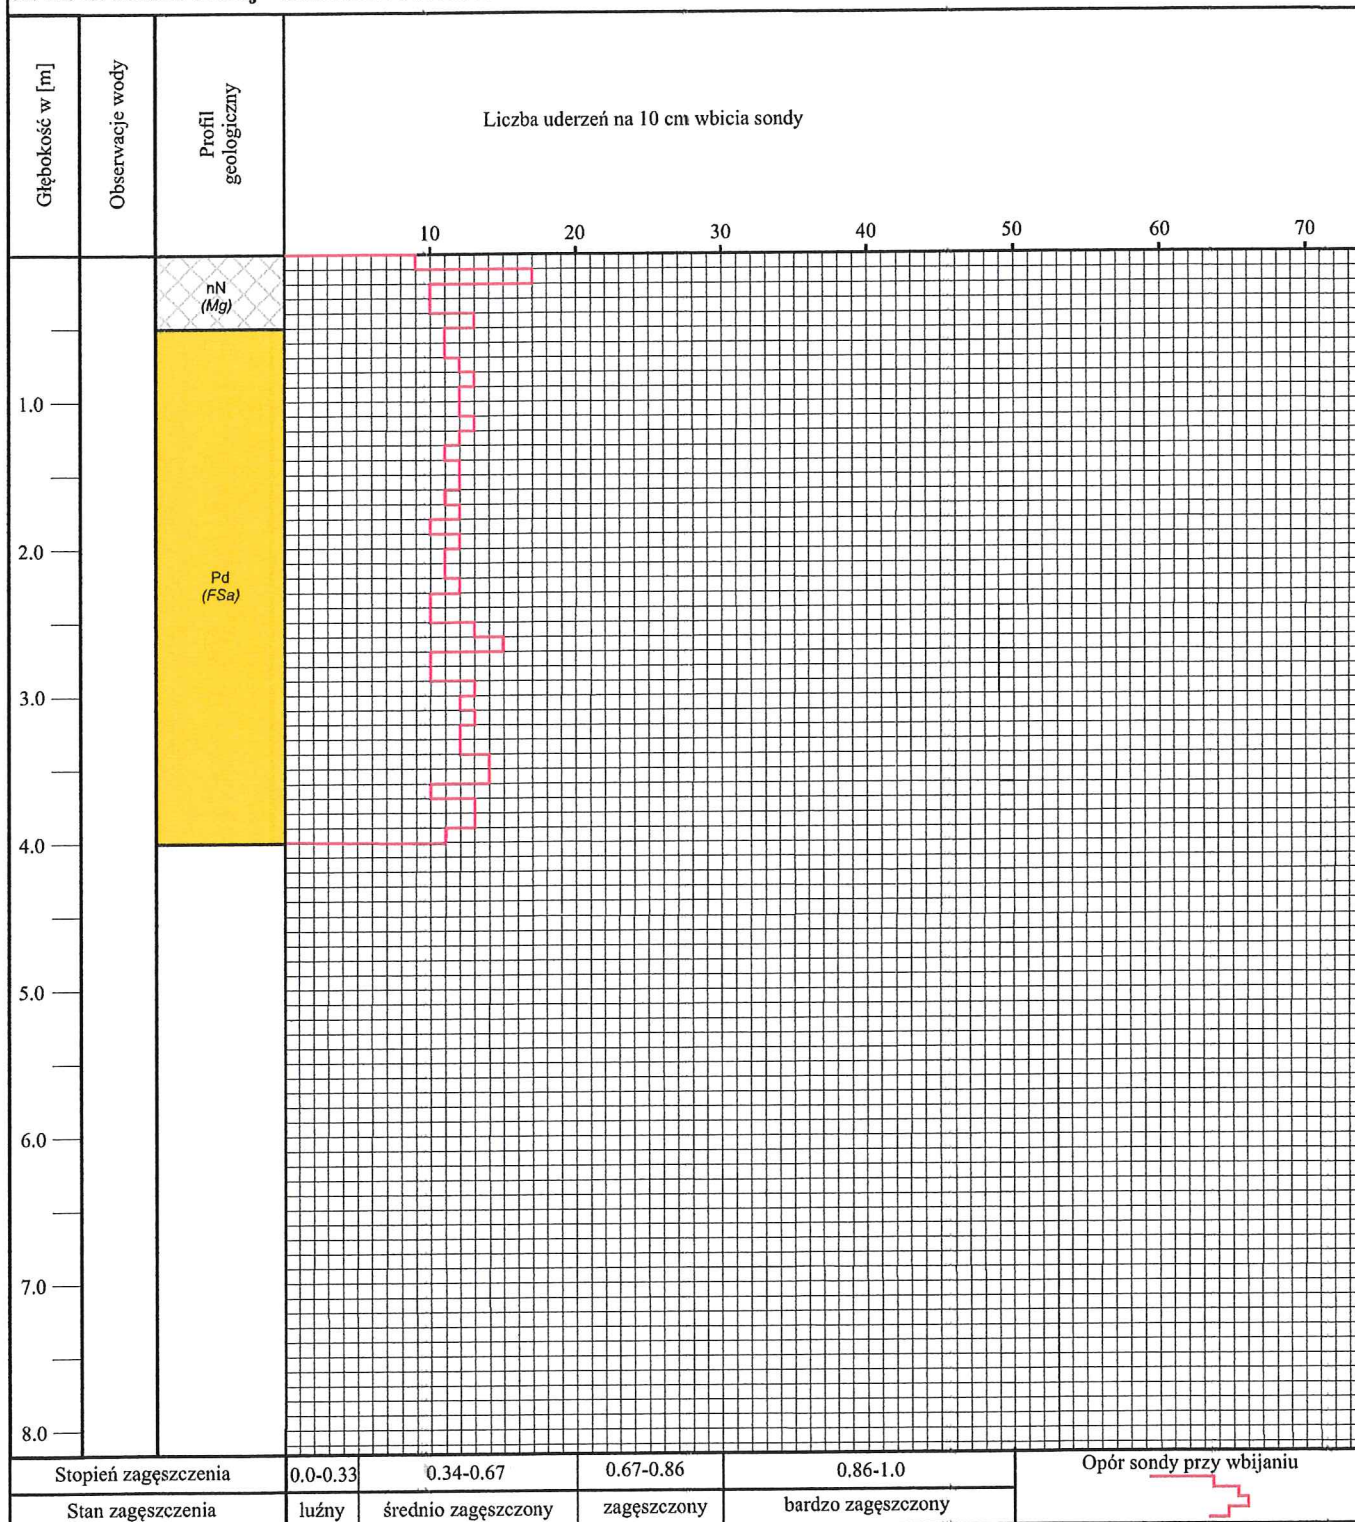 Głębokość w [m]
Obserwacje wody
Profil
geologiczny
Liczba uderzeń na 10 cm wbicia sondy
10 20 30 40 50 60 70
nN
(Mg)
1.0
2.0
Pd
(FSa)
3.0
4.0
5.0
6.0
7.0
8.0
Stopień zagęszczenia 0.0-0.33 0.34-0.67 0.67-0.86 0.86-1.0 Opór sondy przy wbijaniu
Stan zagęszczenia luźny średnio zagęszczony zagęszczony bardzo zagęszczony